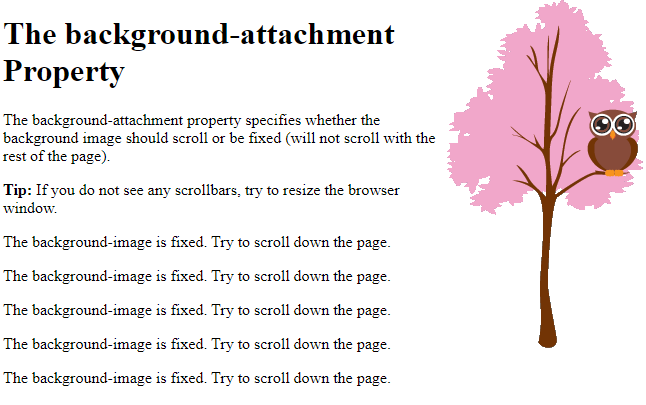 The background-attachment
Property
The background-attachment property specifies whether the
background image should scroll or be fixed (will not scroll with the
rest of the page).
Tip: If you do not see any scrollbars, try to resize the browser
window.
The background-image is fixed. Try to scroll down the page.
The background-image is fixed. Try to scroll down the page.
The background-image is fixed. Try to scroll down the page.
The background-image is fixed. Try to scroll down the page.
The background-image is fixed. Try to scroll down the page.